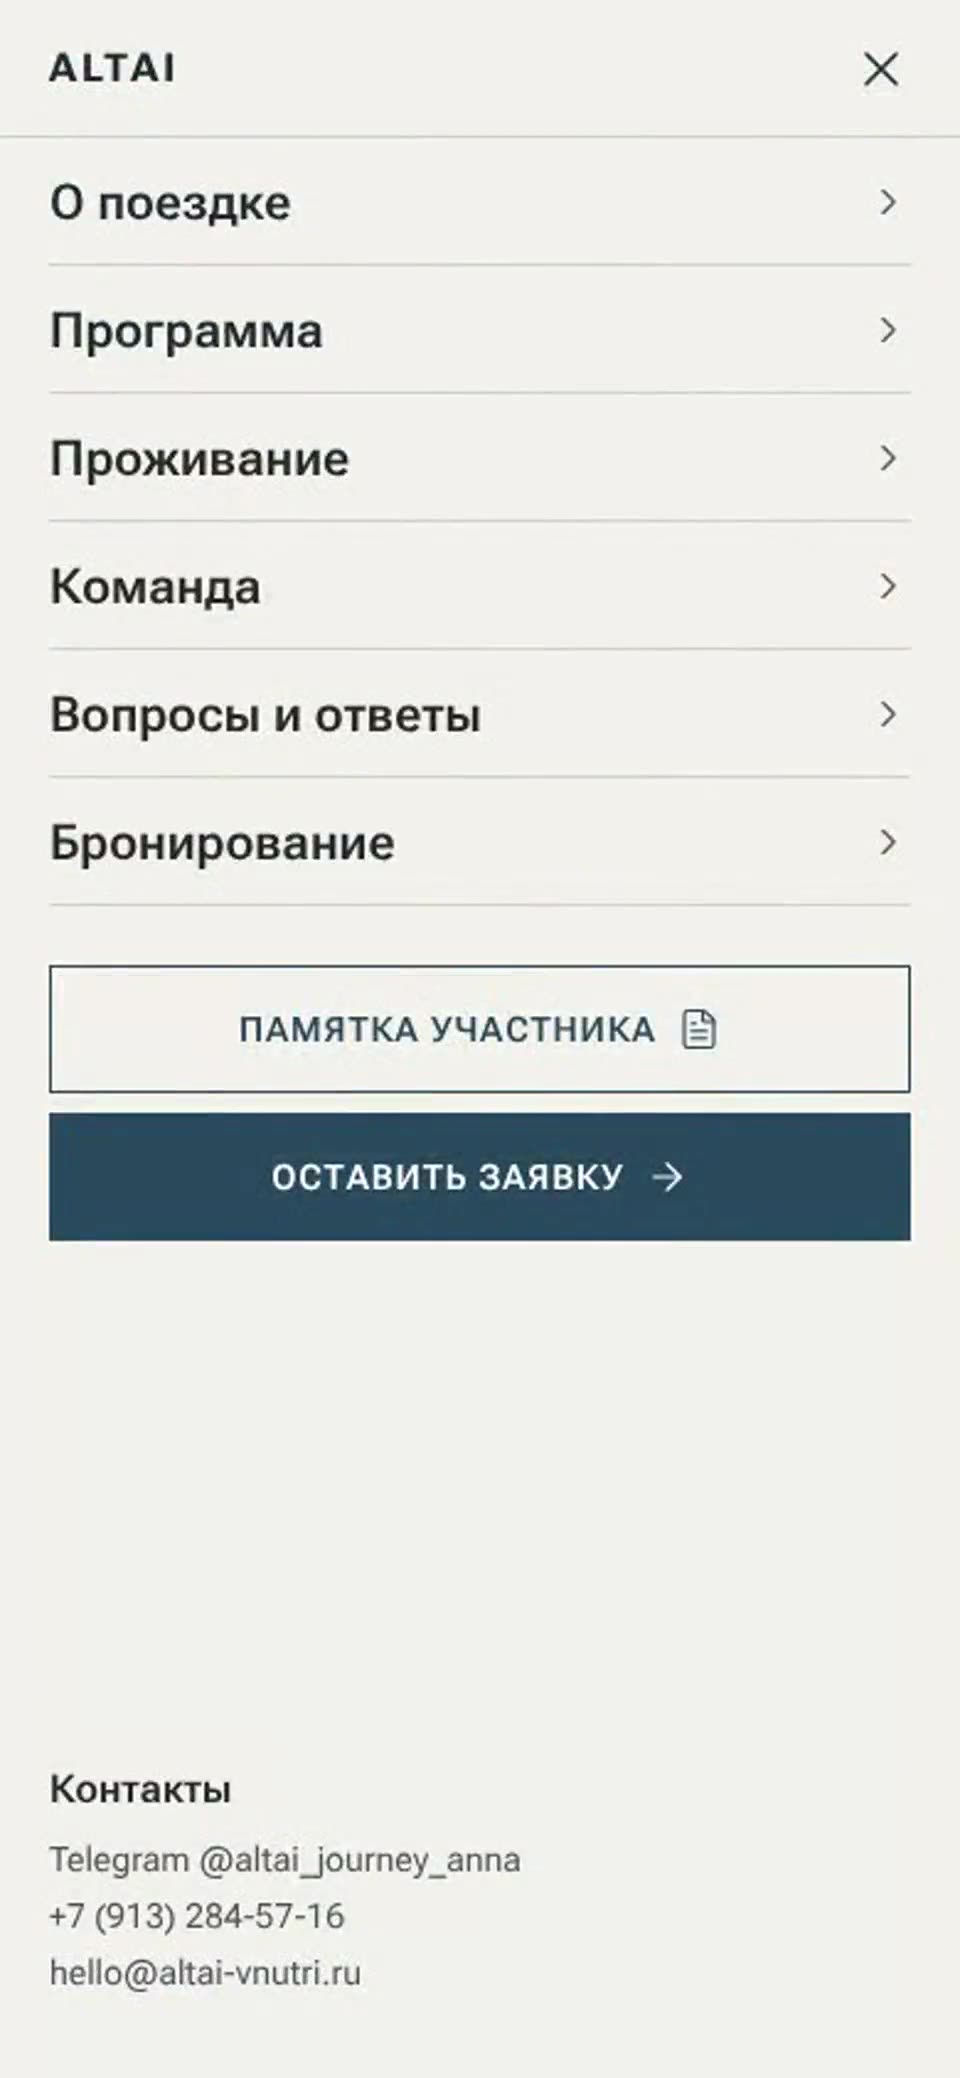 ALTAI
О поездке
Программа
Проживание
Команда
Вопросы и ответы
Бронирование
ПАМЯТКА УЧАСТНИКА
ОСТАВИТЬ ЗАЯВКУ
Контакты
Telegram @altai_journey_anna
+7 (913) 284-57-16
hello@altai-vnutri.ru